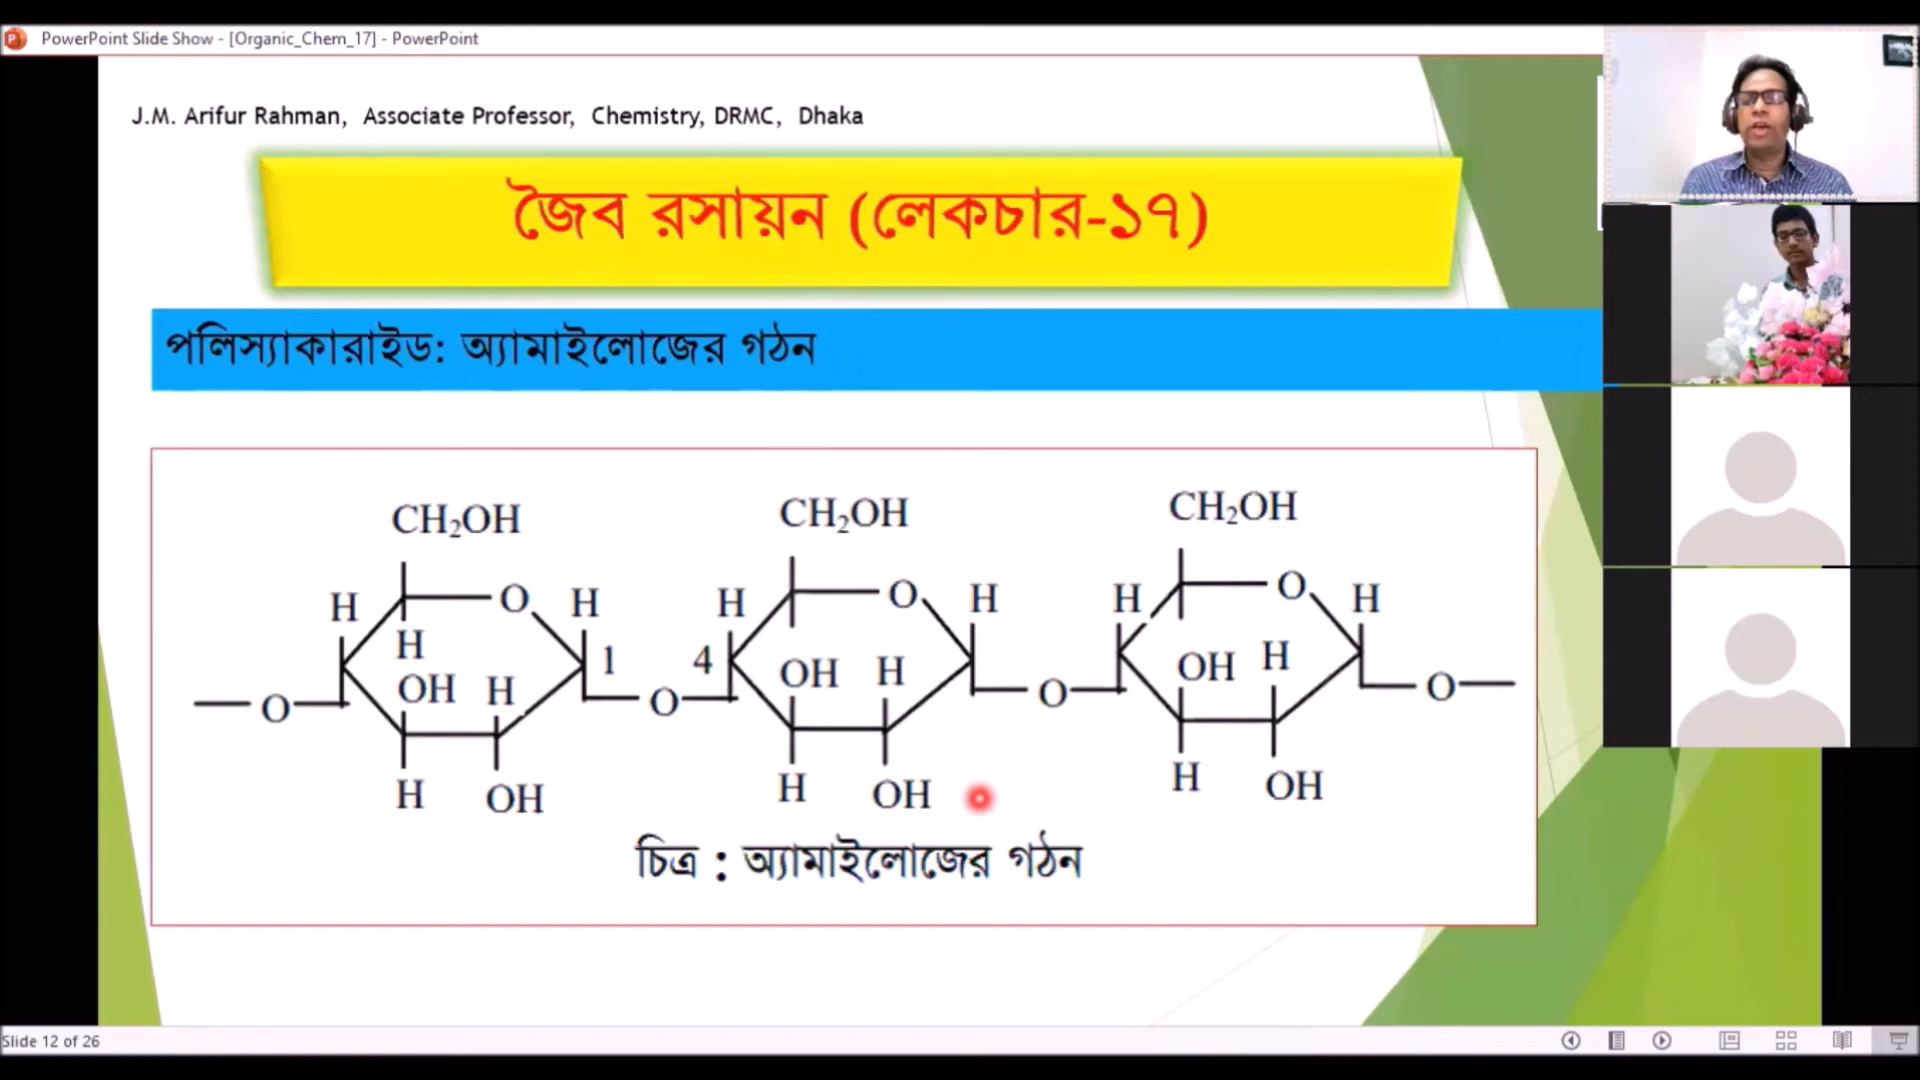 PowerPoint Slide Show - [Organic_Chem_17] - PowerPoint
J.M. Arifur Rahman, Associate Professor, Chemistry, DRMC, Dhaka
জৈব রসায়ন (লেকচার-১৭)
পলিস্যাকারাইড: অ্যামাইলোজের গঠন
CH₂OH CH₂OH CH₂OH
H O H H O H H O H
H
1 4
OH H OH H OH H
O O O O
H OH H OH H OH
চিত্র : অ্যামাইলোজের গঠন
Slide 12 of 26